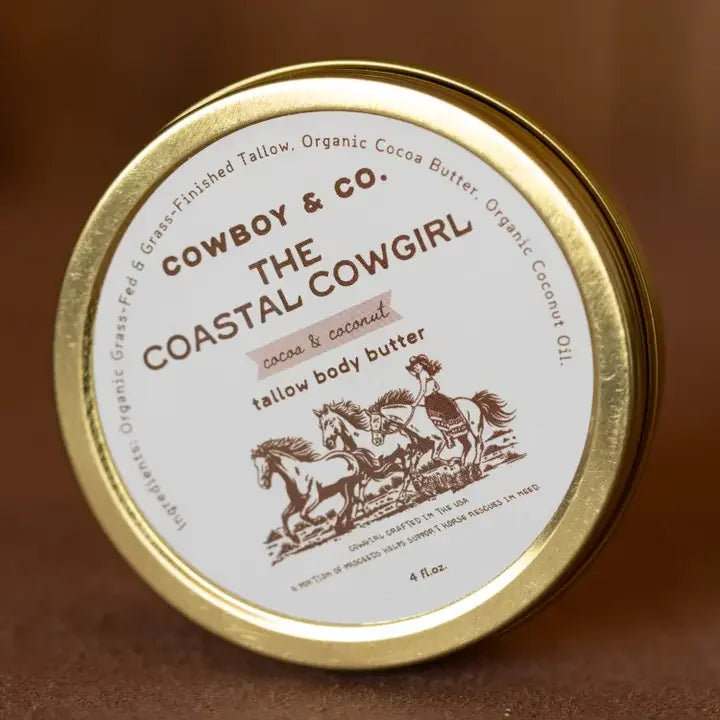 Ingredients: Organic Grass-Fed & Grass-Finished Tallow, Organic Cocoa Butter, Organic Coconut Oil.
COWBOY & CO.
THE
COASTAL COWGIRL
cocoa & coconut
tallow body butter
COWGIRL CRAFTED IN THE USA
A PORTION OF PROCEEDS HELPS SUPPORT HORSE RESCUES IN NEED.
4 fl.oz.